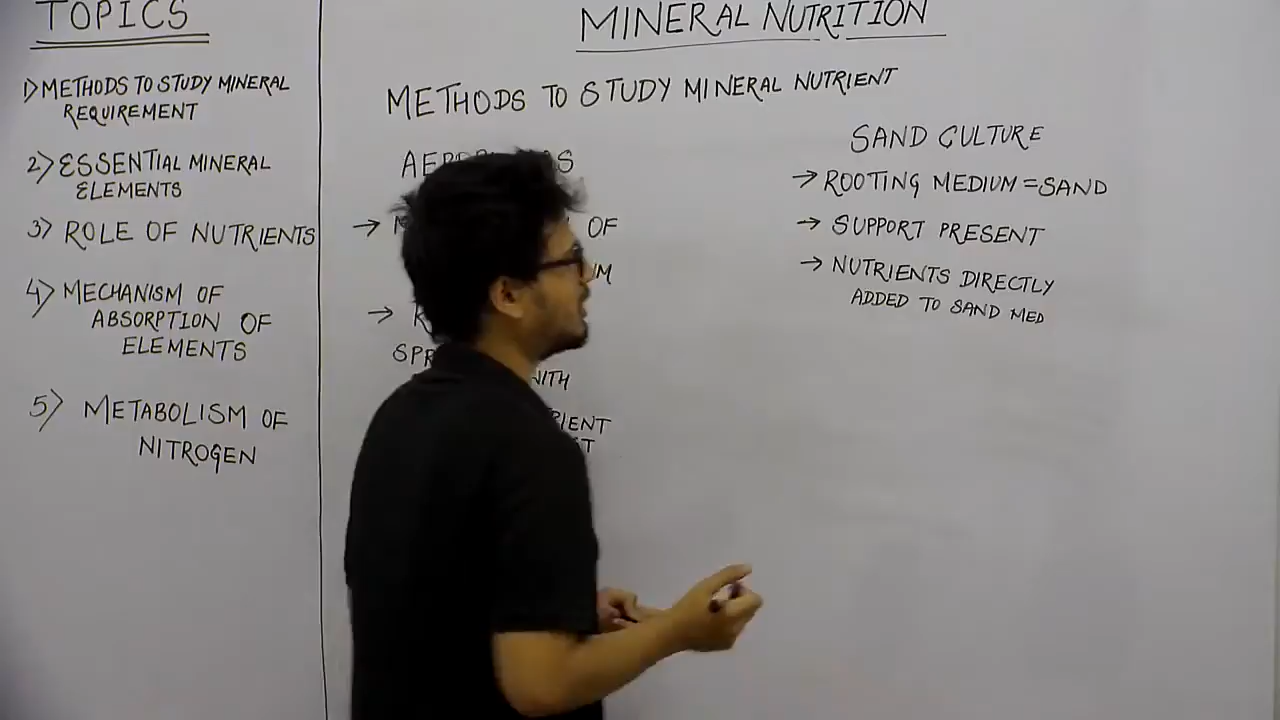 TOPICS
1) METHODS TO STUDY MINERAL
REQUIREMENT
2) ESSENTIAL MINERAL
ELEMENTS
3) ROLE OF NUTRIENTS
4) MECHANISM OF
ABSORPTION OF
ELEMENTS
5) METABOLISM OF
NITROGEN
MINERAL NUTRITION
METHODS TO STUDY MINERAL NUTRIENT
→ OF
→
WITH
SAND CULTURE
→ ROOTING MEDIUM = SAND
→ SUPPORT PRESENT
→ NUTRIENTS DIRECTLY
ADDED TO SAND MED